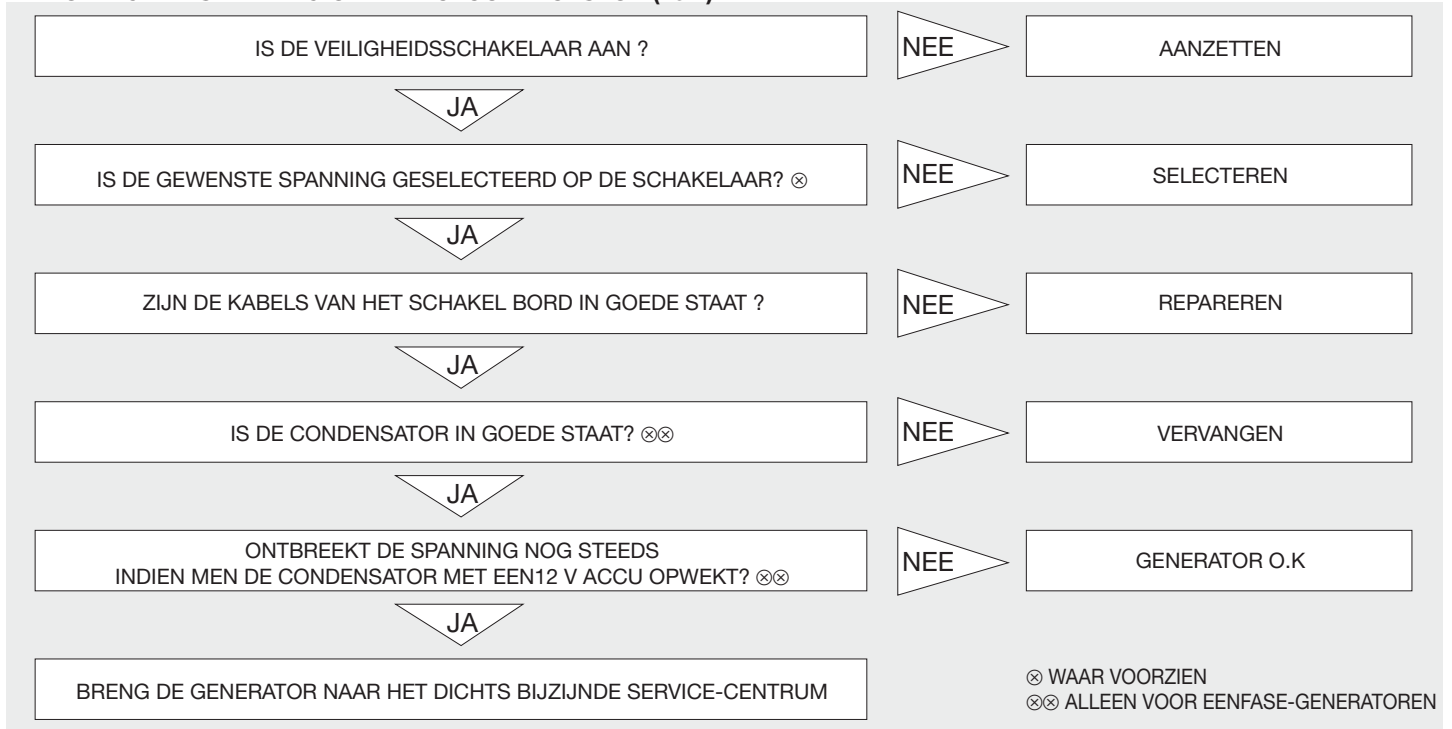 IS DE VEILIGHEIDSSCHAKELAAR AAN ?
NEE
AANZETTEN
JA
IS DE GEWENSTE SPANNING GESELECTEERD OP DE SCHAKELAAR? ⊗
NEE
SELECTEREN
JA
ZIJN DE KABELS VAN HET SCHAKEL BORD IN GOEDE STAAT ?
NEE
REPAREREN
JA
IS DE CONDENSATOR IN GOEDE STAAT? ⊗⊗
NEE
VERVANGEN
JA
ONTBREEKT DE SPANNING NOG STEEDS
INDIEN MEN DE CONDENSATOR MET EEN12 V ACCU OPWEKT? ⊗⊗
NEE
GENERATOR O.K
JA
BRENG DE GENERATOR NAAR HET DICHTS BIJZIJNDE SERVICE-CENTRUM
⊗ WAAR VOORZIEN
⊗⊗ ALLEEN VOOR EENFASE-GENERATOREN